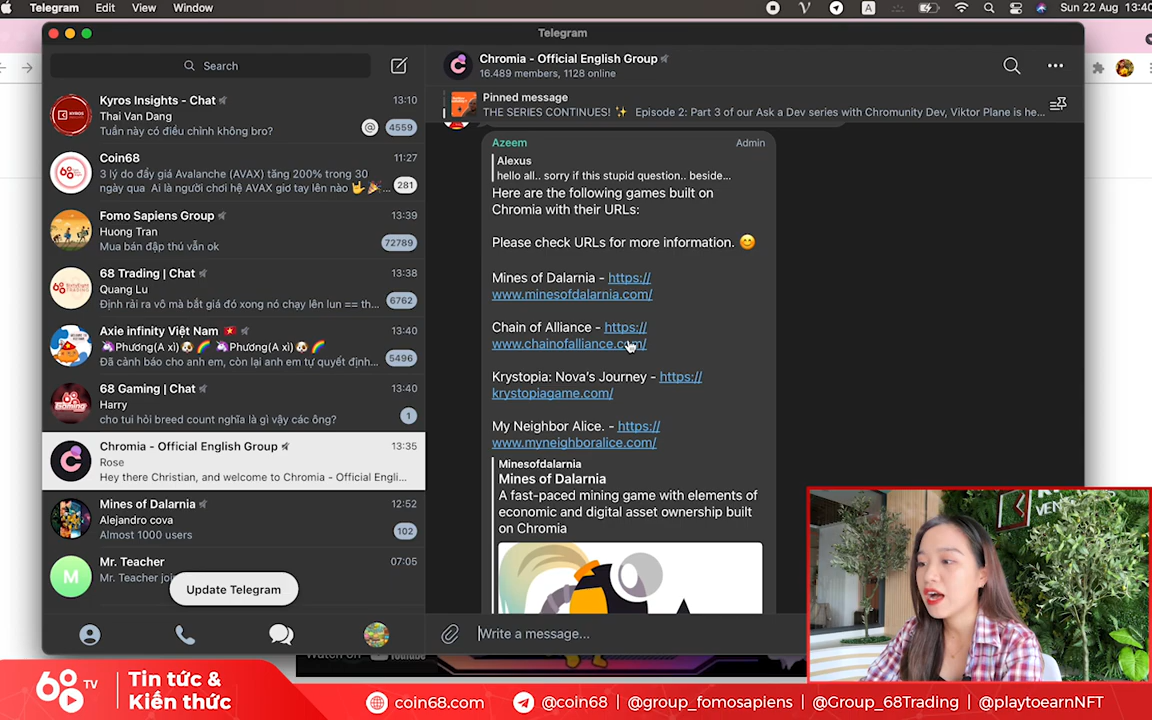 Telegram Edit View Window
A
Sun 22 Aug 13:40
Telegram
Search
Kyros Insights - Chat 13:10
Thai Van Dang
Tuần này có điều chỉnh không bro? @ 4559
Coin68 11:27
3 lý do đẩy giá Avalanche (AVAX) tăng 200% trong 30
ngày qua Ai là người chơi hệ AVAX giơ tay lên nào 🤘🎉... 281
Fomo Sapiens Group 13:39
Huong Tran
Mua bán đập thú vẫn ok 72789
68 Trading | Chat 13:38
Quang Lu
Định rải ra vô mà bắt giá đó xong nó chạy lên lun == th... 6762
Axie infinity Việt Nam 🇻🇳 13:40
🦄Phương(A xì)🐶🌈 🦄Phương(A xì)🐶🌈
Đã cảnh báo cho anh em, còn lại anh em tự quyết định... 5496
68 Gaming | Chat 13:40
Harry
cho tui hỏi breed count nghĩa là gì vậy các ông? 1
Chromia - Official English Group 13:35
Rose
Hey there Christian, and welcome to Chromia - Official Engli...
Mines of Dalarnia 12:52
Alejandro cova
Almost 1000 users 102
M
Mr. Teacher 07:05
Mr. Teacher joi
Update Telegram
Chromia - Official English Group
16.489 members, 1128 online
Pinned message
THE SERIES CONTINUES! ✨ Episode 2: Part 3 of our Ask a Dev series with Chromunity Dev, Viktor Plane is he...
Azeem Admin
Alexus
hello all.. sorry if this stupid question.. beside...
Here are the following games built on
Chromia with their URLs:
Please check URLs for more information. 😊
Mines of Dalarnia - https://
www.minesofdalarnia.com/
Chain of Alliance - https://
www.chainofalliance.com/
Krystopia: Nova's Journey - https://
krystopiagame.com/
My Neighbor Alice. - https://
www.myneighboralice.com/
Minesofdalarnia
Mines of Dalarnia
A fast-paced mining game with elements of
economic and digital asset ownership built
on Chromia
Write a message...
Watch on YouTube
68 TV
Tin tức &
Kiến thức
coin68.com @coin68 | @group_fomosapiens | @Group_68Trading | @playtoearnNFT